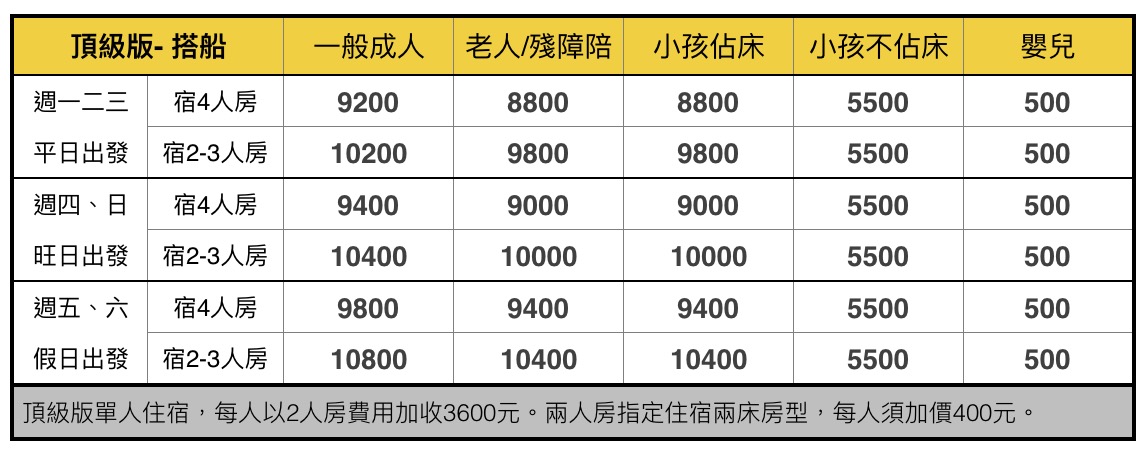 頂級版- 搭船 一般成人 老人/殘障陪 小孩佔床 小孩不佔床 嬰兒
週一二三 宿4人房 9200 8800 8800 5500 500
平日出發 宿2-3人房 10200 9800 9800 5500 500
週四、日 宿4人房 9400 9000 9000 5500 500
旺日出發 宿2-3人房 10400 10000 10000 5500 500
週五、六 宿4人房 9800 9400 9400 5500 500
假日出發 宿2-3人房 10800 10400 10400 5500 500
頂級版單人住宿，每人以2人房費用加收3600元。兩人房指定住宿兩床房型，每人須加價400元。